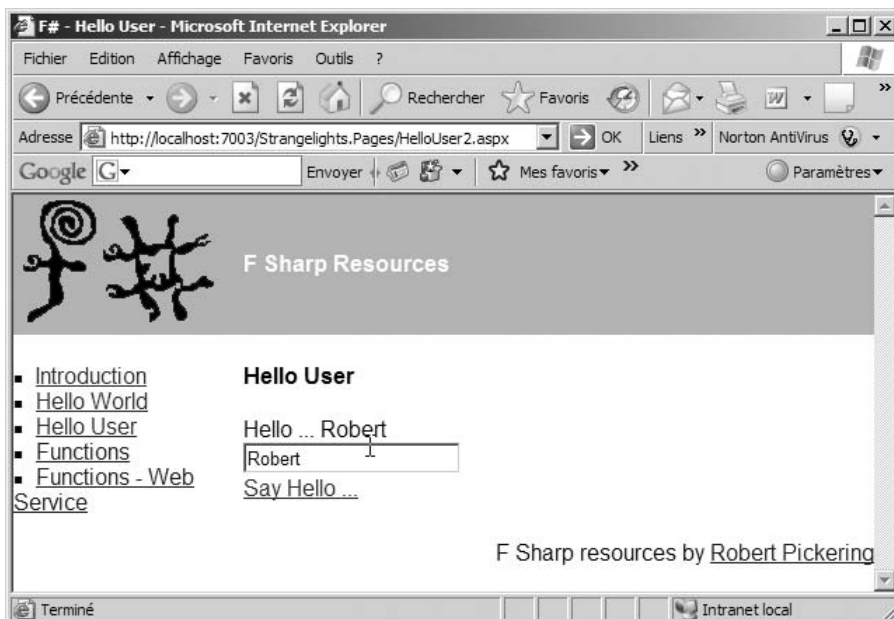 F# - Hello User - Microsoft Internet Explorer
Fichier Edition Affichage Favoris Outils ?
Précédente Rechercher Favoris W »
Adresse http://localhost:7003/Strangelights.Pages/HelloUser2.aspx OK Liens » Norton AntiVirus
Google G Envoyer Mes favoris » Paramètres
F Sharp Resources
Introduction
Hello World
Hello User
Functions
Functions - Web
Service
Hello User
Hello ... Robert
Robert
Say Hello ...
F Sharp resources by Robert Pickering
Terminé Intranet local